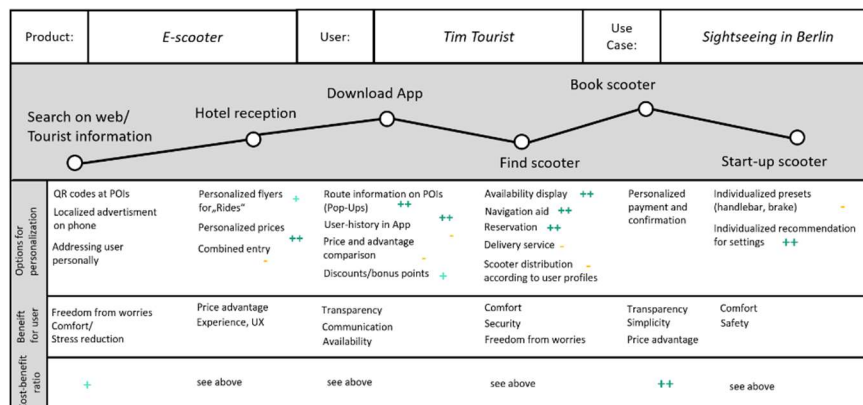 Product:
E-scooter
User:
Tim Tourist
Use
Case:
Sightseeing in Berlin
Search on web/
Tourist information
Hotel reception
Download App
Find scooter
Book scooter
Start-up scooter
Options for
personalization
QR codes at POIs
Localized advertisment
on phone
Addressing user
personally
Personalized flyers
for„Rides" +
Personalized prices ++
Combined entry -
Route information on POIs
(Pop-Ups) ++
User-history in App ++
Price and advantage -
comparison -
Discounts/bonus points +
Availability display ++
Navigation aid ++
Reservation ++
Delivery service -
Scooter distribution -
according to user profiles
Personalized
payment and
confirmation
Individualized presets
(handlebar, brake) -
Individualized recommendation
for settings ++
Beneift
for user
Freedom from worries
Comfort/
Stress reduction
Price advantage
Experience, UX
Transparency
Communication
Availability
Comfort
Security
Freedom from worries
Transparency
Simplicity
Price advantage
Comfort
Safety
Cost-benefit
ratio
+
see above
see above
see above
++
see above